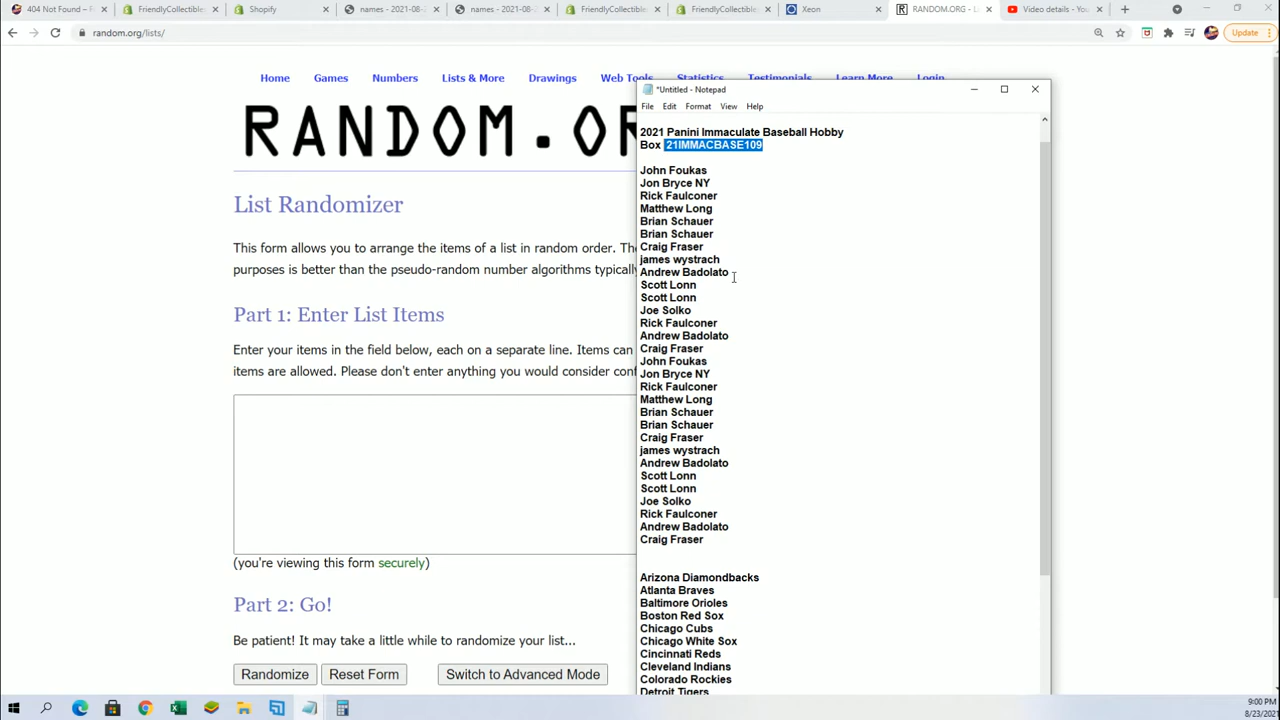 404 Not Found – F
FriendlyCollectibles
Shopify
names - 2021-08-
names - 2021-08-
FriendlyCollectible
FriendlyCollectible
Xeon
RANDOM.ORG - L
Video details - You
random.org/lists/
Update
Home Games Numbers Lists & More Drawings Web Tools Statistics Testimonials Learn More Login
RANDOM.O
List Randomizer
This form allows you to arrange the items of a list in random order. The
purposes is better than the pseudo-random number algorithms typically
Part 1: Enter List Items
Enter your items in the field below, each on a separate line. Items can
items are allowed. Please don't enter anything you would consider conf
(you're viewing this form securely)
Part 2: Go!
Be patient! It may take a little while to randomize your list...
Randomize Reset Form Switch to Advanced Mode
*Untitled - Notepad
File Edit Format View Help
2021 Panini Immaculate Baseball Hobby
Box 21IMMACBASE109
John Foukas
Jon Bryce NY
Rick Faulconer
Matthew Long
Brian Schauer
Brian Schauer
Craig Fraser
james wystrach
Andrew Badolato
Scott Lonn
Scott Lonn
Joe Solko
Rick Faulconer
Andrew Badolato
Craig Fraser
John Foukas
Jon Bryce NY
Rick Faulconer
Matthew Long
Brian Schauer
Brian Schauer
Craig Fraser
james wystrach
Andrew Badolato
Scott Lonn
Scott Lonn
Joe Solko
Rick Faulconer
Andrew Badolato
Craig Fraser
Arizona Diamondbacks
Atlanta Braves
Baltimore Orioles
Boston Red Sox
Chicago Cubs
Chicago White Sox
Cincinnati Reds
Cleveland Indians
Colorado Rockies
Detroit Tigers
9:00 PM
8/23/2021